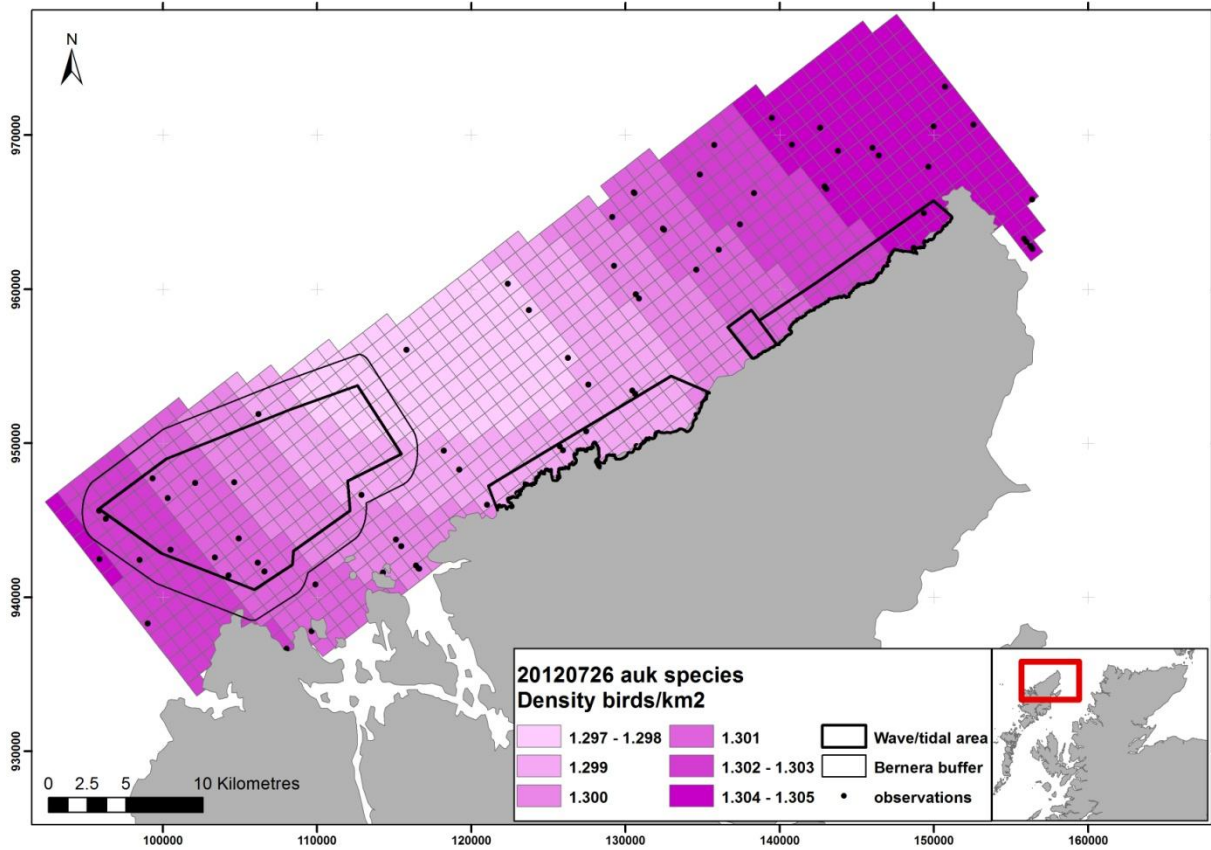 N
970000
960000
950000
940000
930000
20120726 auk species
Density birds/km2
1.297 - 1.298
1.299
1.300
1.301
1.302 - 1.303
1.304 - 1.305
Wave/tidal area
Bernera buffer
observations
0 2.5 5 10 Kilometres
100000 110000 120000 130000 140000 150000 160000